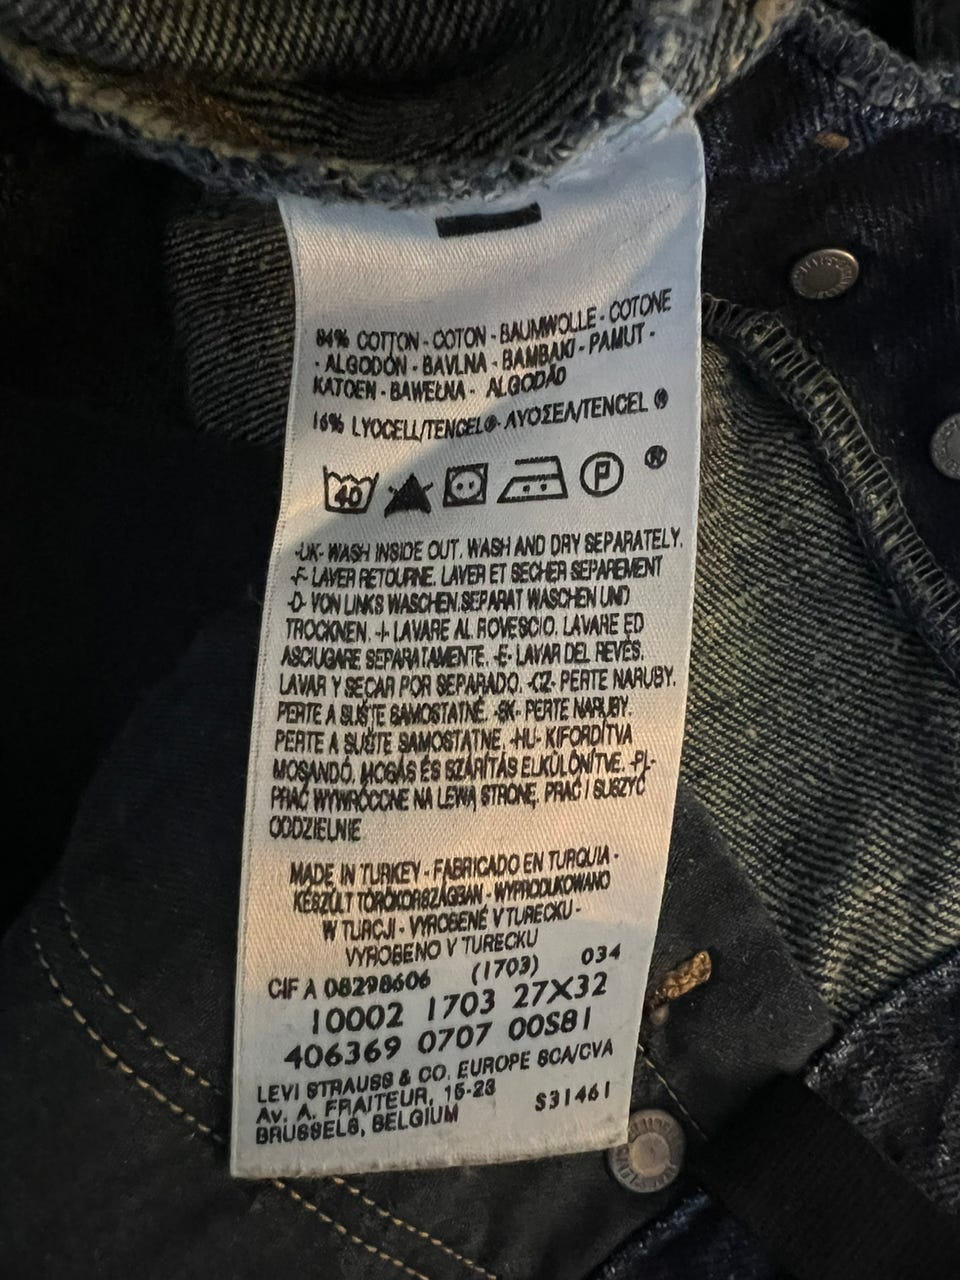 84% COTTON - COTON - BAUMWOLLE - COTONE
- ALGODÓN - BAVLNA - BAMBAKI - PAMUT -
KATOEN - BAWEŁNA - ALGODÃO
16% LYOCELL/TENCEL® - ΛΥΟΣΕΛ/TENCEL ®
40 P ®
-UK- WASH INSIDE OUT. WASH AND DRY SEPARATELY.
-F- LAVER RETOURNE. LAVER ET SECHER SEPAREMENT
-D- VON LINKS WASCHEN.SEPARAT WASCHEN UND
TROCKNEN. -I- LAVARE AL ROVESCIO. LAVARE ED
ASCIUGARE SEPARATAMENTE. -E- LAVAR DEL REVÉS.
LAVAR Y SECAR POR SEPARADO. -CZ- PERTE NARUBY.
PERTE A SUŠTE SAMOSTATNĚ. -SK- PERTE NARUBY.
PERTE A SUŠTE SAMOSTATNE. -HU- KIFORDÍTVA
MOSANDÓ. MOSÁS ÉS SZÁRÍTÁS ELKÜLÖNÍTVE. -PL-
PRAĆ WYWRÓCONE NA LEWĄ STRONĘ. PRAĆ I SUSZYĆ
ODDZIELNIE
MADE IN TURKEY - FABRICADO EN TURQUIA -
KÉSZÜLT TÖRÖKORSZÁGBAN - WYPRODUKOWANO
W TURCJI - VYROBENÉ V TURECKU -
VYROBENO V TURECKU
CIF A 08298606 (1703) 034
10002 1703 27X32
406369 0707 00S81
LEVI STRAUSS & CO. EUROPE SCA/CVA
AV. A. FRAITEUR, 15-23 S31461
BRUSSELS, BELGIUM